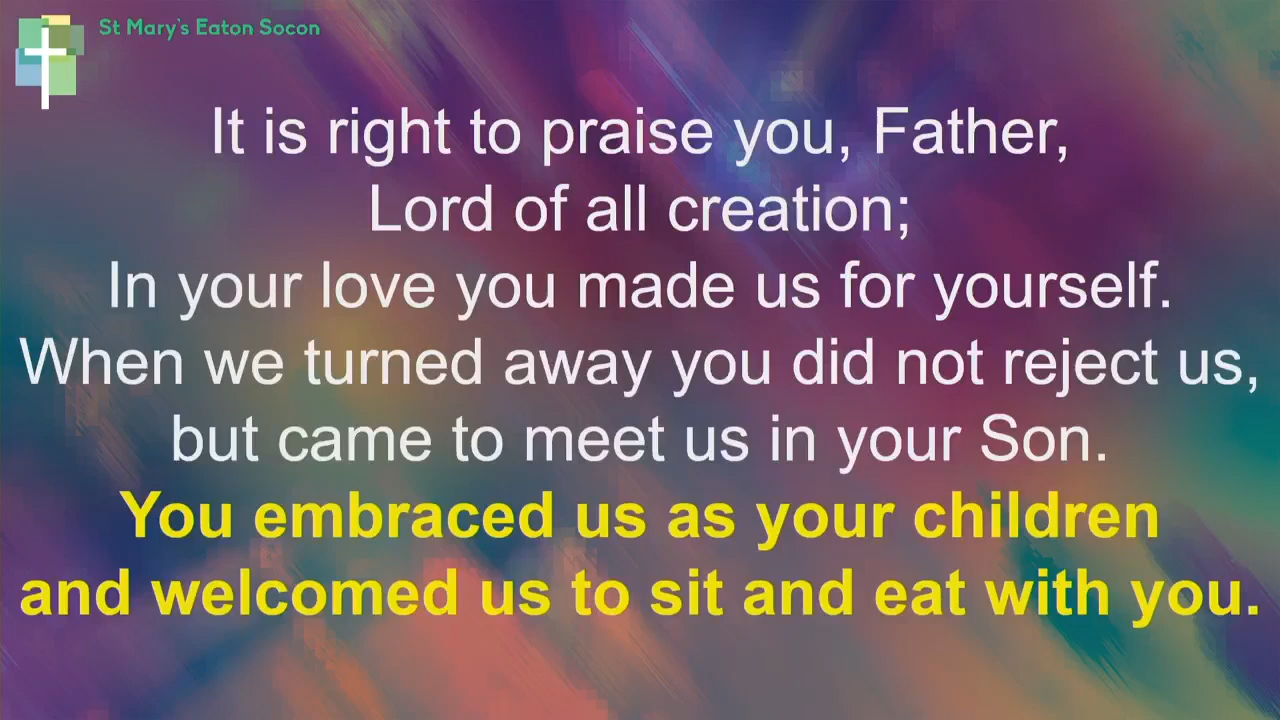 St Mary's Eaton Socon
It is right to praise you, Father,
Lord of all creation;
In your love you made us for yourself.
When we turned away you did not reject us,
but came to meet us in your Son.
You embraced us as your children
and welcomed us to sit and eat with you.